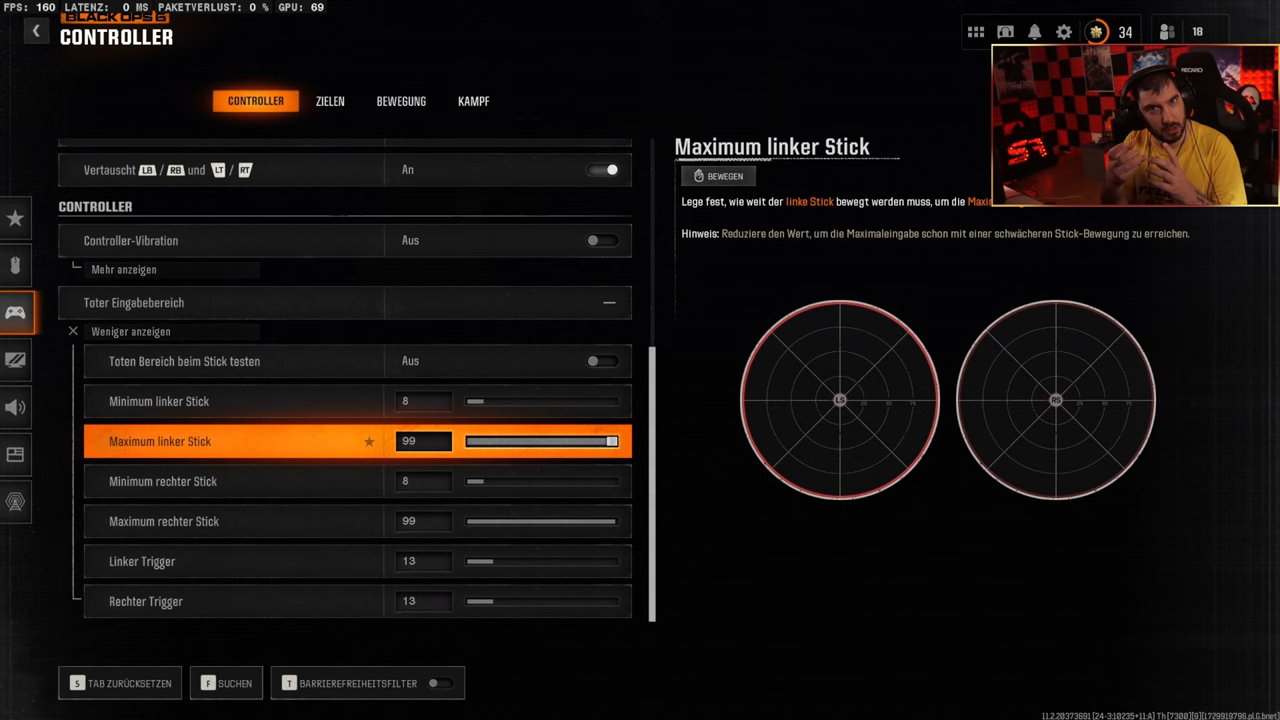 FPS: 160 LATENZ: 0 MS PAKETVERLUST: 0 % GPU: 69
BLACK OPS 6
CONTROLLER
34
18
CONTROLLER ZIELEN BEWEGUNG KAMPF
Vertauscht LB / RB und LT / RT An
CONTROLLER
Controller-Vibration Aus
Mehr anzeigen
Toter Eingabebereich
Weniger anzeigen
Toten Bereich beim Stick testen Aus
Minimum linker Stick 8
Maximum linker Stick 99
Minimum rechter Stick 8
Maximum rechter Stick 99
Linker Trigger 13
Rechter Trigger 13
Maximum linker Stick
BEWEGEN
Lege fest, wie weit der linke Stick bewegt werden muss, um die
Hinweis: Reduziere den Wert, um die Maximaleingabe schon mit einer schwächeren Stick-Bewegung zu erreichen.
LS
RS
RECARO
5 TAB ZURÜCKSETZEN F SUCHEN T BARRIEREFREIHEITSFILTER